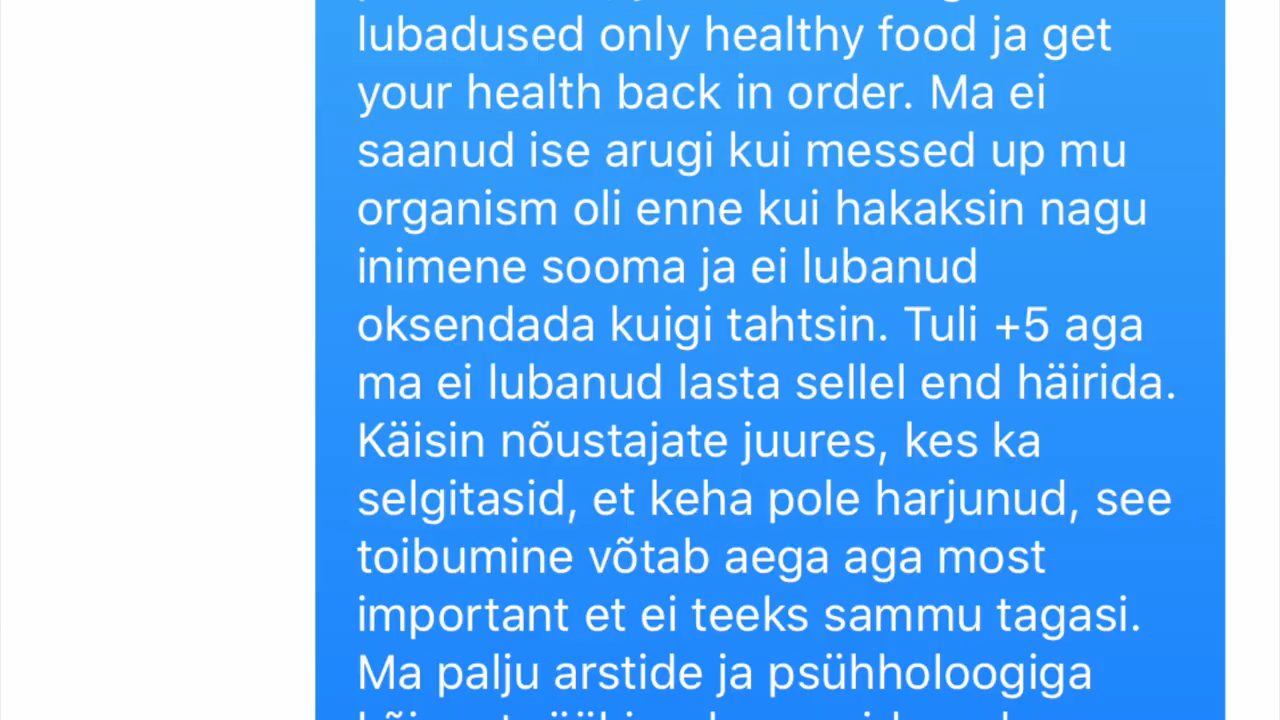 lubadused only healthy food ja get
your health back in order. Ma ei
saanud ise arugi kui messed up mu
organism oli enne kui hakaksin nagu
inimene sooma ja ei lubanud
oksendada kuigi tahtsin. Tuli +5 aga
ma ei lubanud lasta sellel end häirida.
Käisin nõustajate juures, kes ka
selgitasid, et keha pole harjunud, see
toibumine võtab aega aga most
important et ei teeks sammu tagasi.
Ma palju arstide ja psühholoogiga